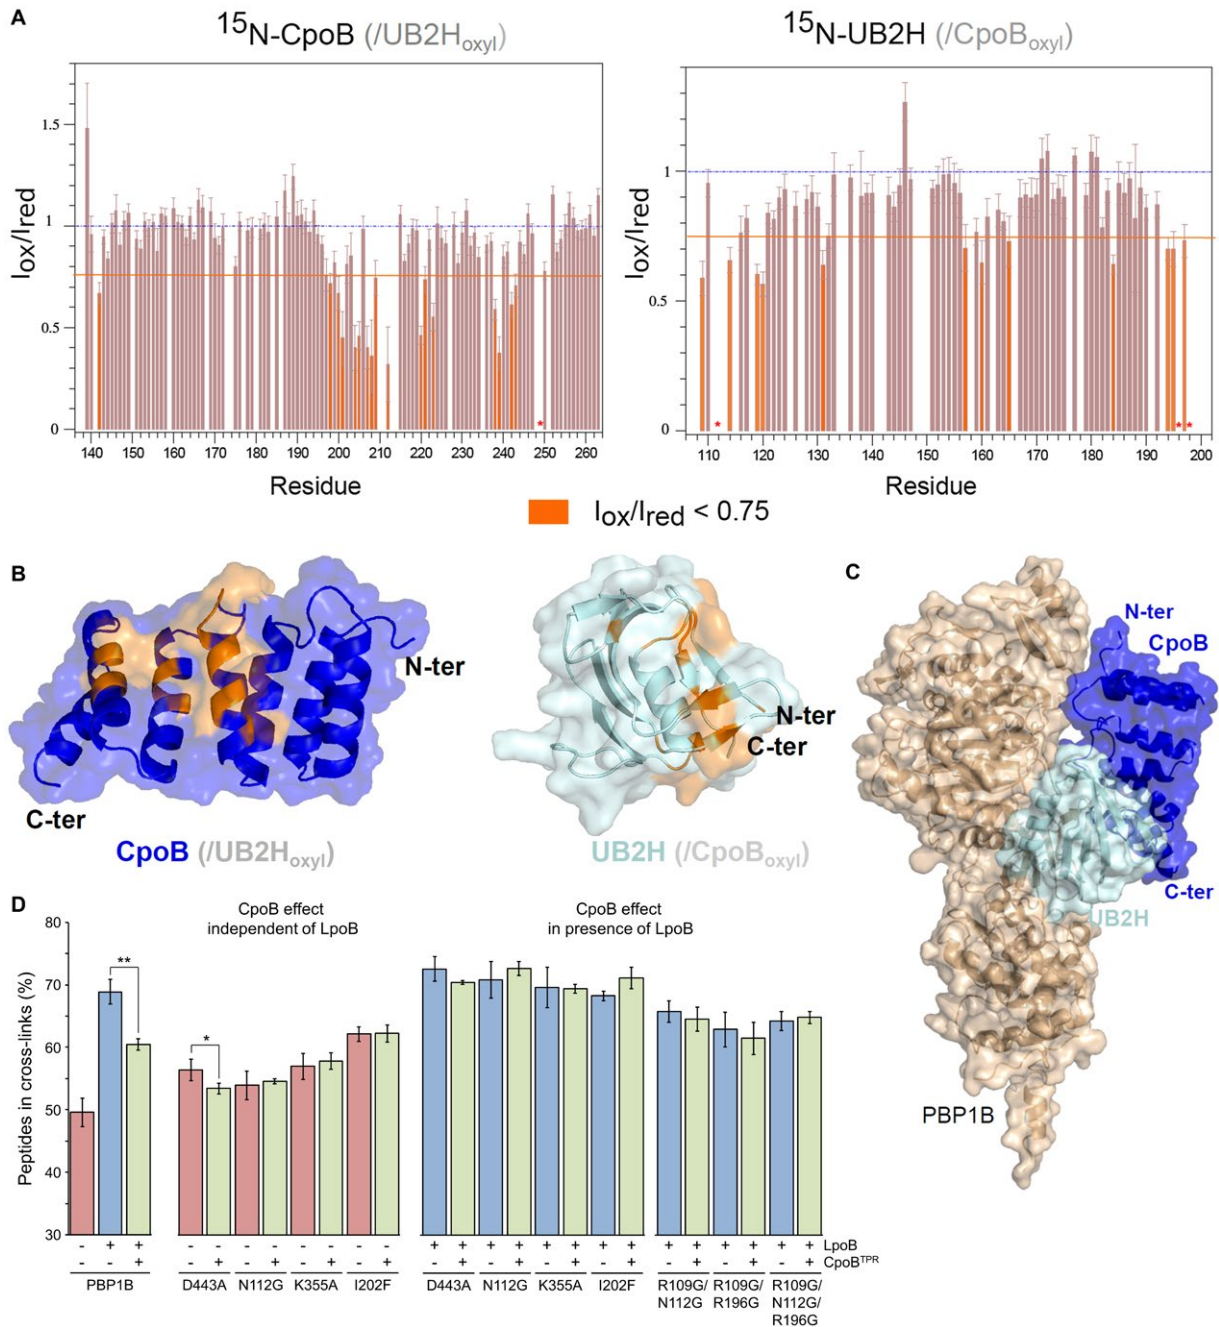 A
15N-CpoB (/UB2Hoxyl)
15N-UB2H (/CpoBoxyl)
Iox/Ired
1.5
1
0.5
0
140 150 160 170 180 190 200 210 220 230 240 250 260
*
Residue
Iox/Ired
1
0.5
0
110 120 130 140 150 160 170 180 190 200
* * *
Residue
Iox/Ired < 0.75
B
N-ter
C-ter
CpoB (/UB2Hoxyl)
N-ter
C-ter
UB2H (/CpoBoxyl)
C
N-ter
CpoB
C-ter
UB2H
PBP1B
D
CpoB effect
independent of LpoB
CpoB effect
in presence of LpoB
Peptides in cross-links (%)
80
70
60
50
40
30
**
*
- + + - - - - - - - - + + + + + + + + + + + + + + LpoB
- - + - + - + - + - + - + - + - + - + - + - + - + CpoBTPR
PBP1B D443A N112G K355A I202F D443A N112G K355A I202F R109G/ R109G/ R109G/
N112G R196G N112G/
R196G